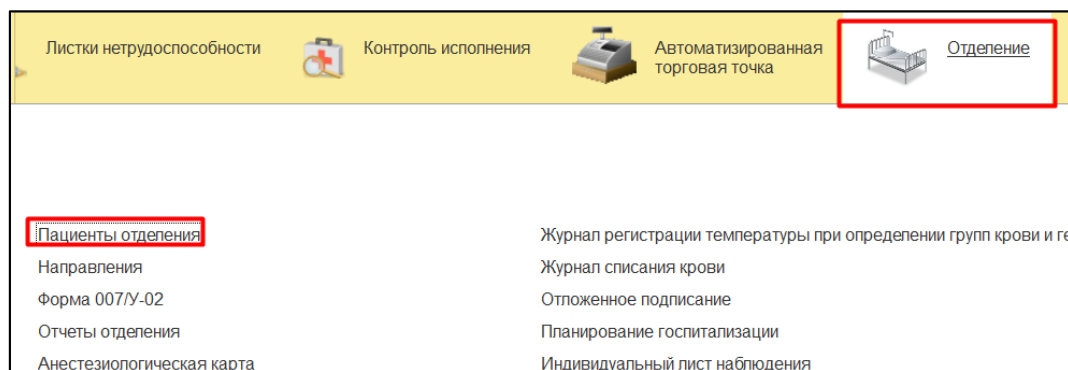 Листки нетрудоспособности
Контроль исполнения
Автоматизированная
торговая точка
Отделение
Пациенты отделения
Журнал регистрации температуры при определении групп крови и ге
Направления
Журнал списания крови
Форма 007/У-02
Отложенное подписание
Отчеты отделения
Планирование госпитализации
Анестезиологическая карта
Индивидуальный лист наблюдения